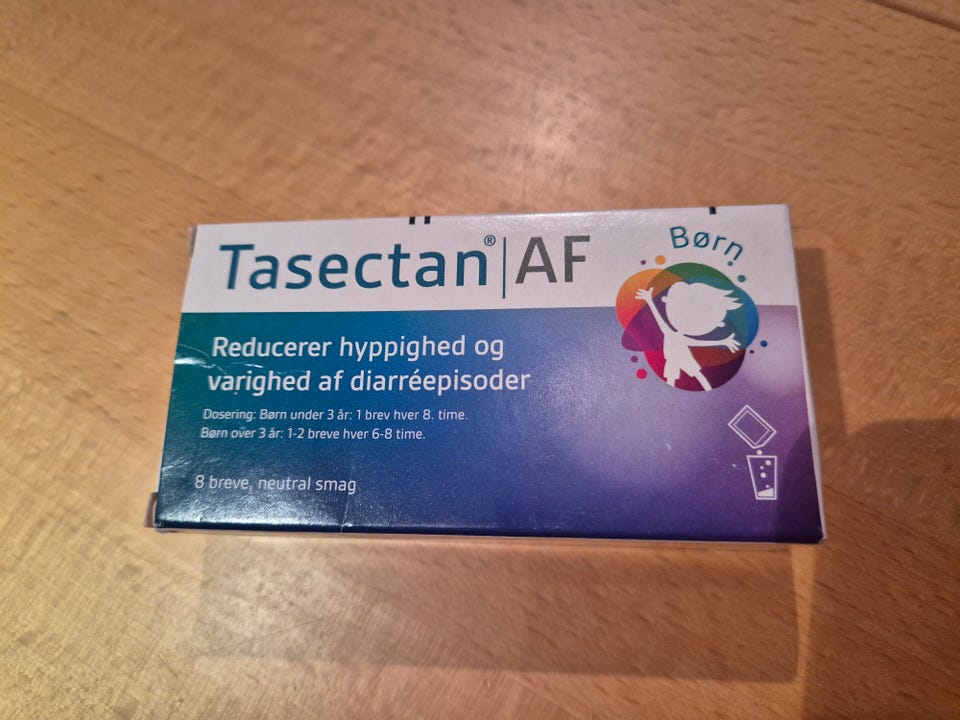 Tasectan® | AF
Børn
Reducerer hyppighed og
varighed af diarréepisoder
Dosering: Børn under 3 år: 1 brev hver 8. time.
Børn over 3 år: 1-2 breve hver 6-8 time.
8 breve, neutral smag